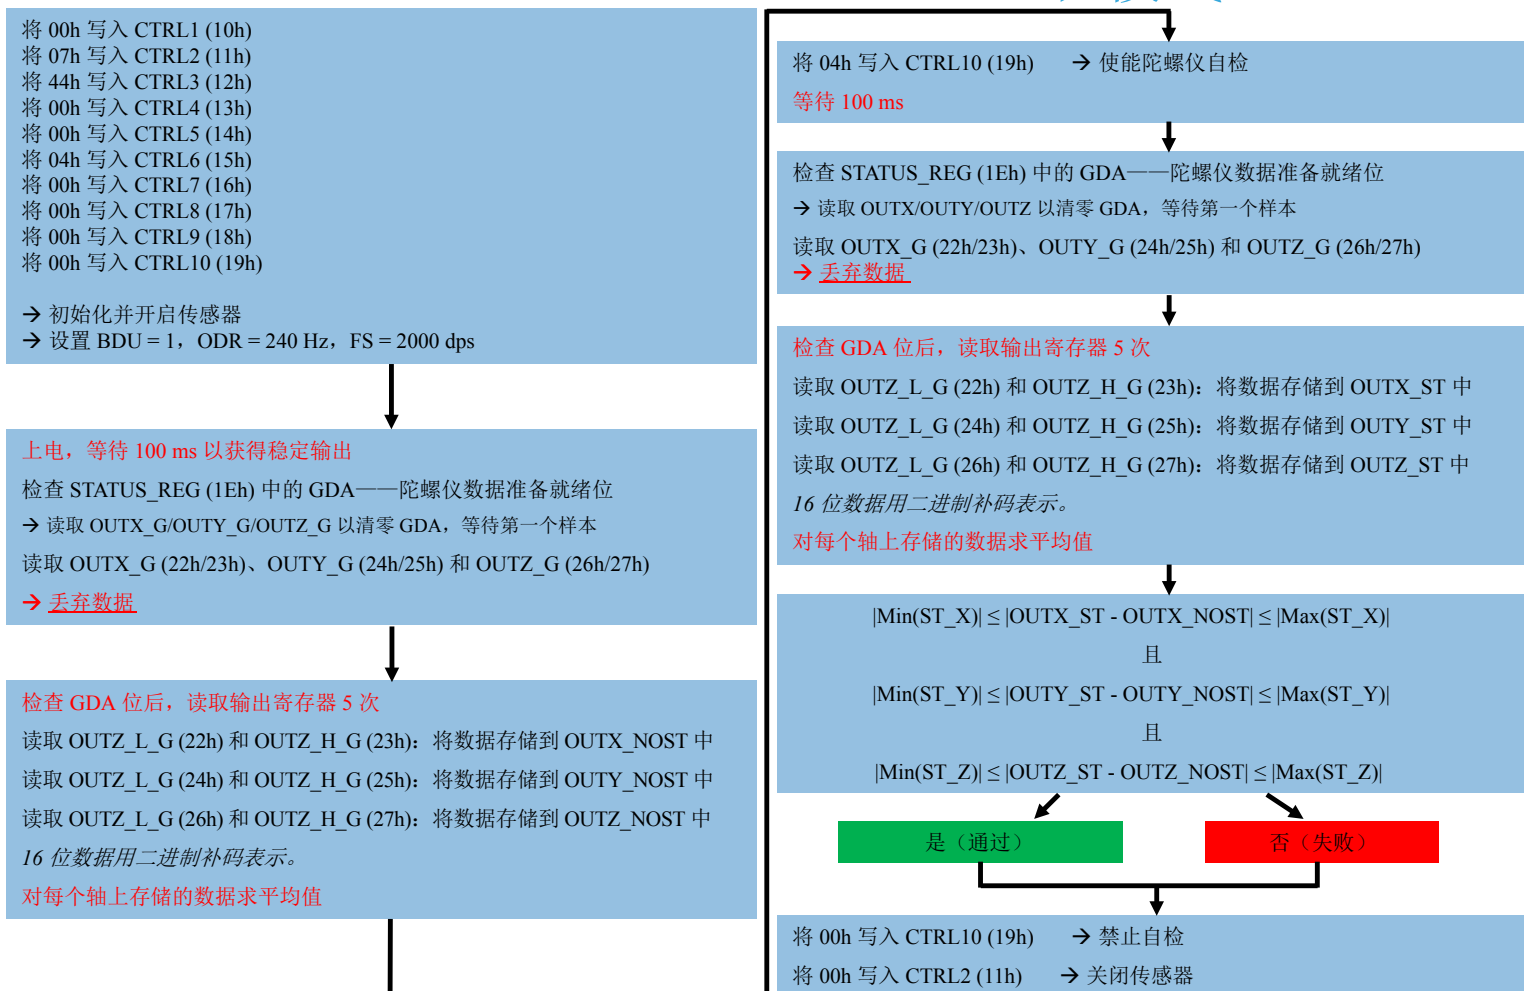 将 00h 写入 CTRL1 (10h)
将 07h 写入 CTRL2 (11h)
将 44h 写入 CTRL3 (12h)
将 00h 写入 CTRL4 (13h)
将 00h 写入 CTRL5 (14h)
将 04h 写入 CTRL6 (15h)
将 00h 写入 CTRL7 (16h)
将 00h 写入 CTRL8 (17h)
将 00h 写入 CTRL9 (18h)
将 00h 写入 CTRL10 (19h)
→ 初始化并开启传感器
→ 设置 BDU = 1，ODR = 240 Hz，FS = 2000 dps
上电，等待 100 ms 以获得稳定输出
检查 STATUS_REG (1Eh) 中的 GDA——陀螺仪数据准备就绪位
→ 读取 OUTX_G/OUTY_G/OUTZ_G 以清零 GDA，等待第一个样本
读取 OUTX_G (22h/23h)、OUTY_G (24h/25h) 和 OUTZ_G (26h/27h)
→ 丢弃数据
检查 GDA 位后，读取输出寄存器 5 次
读取 OUTZ_L_G (22h) 和 OUTZ_H_G (23h)：将数据存储到 OUTX_NOST 中
读取 OUTZ_L_G (24h) 和 OUTZ_H_G (25h)：将数据存储到 OUTY_NOST 中
读取 OUTZ_L_G (26h) 和 OUTZ_H_G (27h)：将数据存储到 OUTZ_NOST 中
16 位数据用二进制补码表示。
对每个轴上存储的数据求平均值
将 04h 写入 CTRL10 (19h) → 使能陀螺仪自检
等待 100 ms
检查 STATUS_REG (1Eh) 中的 GDA——陀螺仪数据准备就绪位
→ 读取 OUTX/OUTY/OUTZ 以清零 GDA，等待第一个样本
读取 OUTX_G (22h/23h)、OUTY_G (24h/25h) 和 OUTZ_G (26h/27h)
→ 丢弃数据
检查 GDA 位后，读取输出寄存器 5 次
读取 OUTZ_L_G (22h) 和 OUTZ_H_G (23h)：将数据存储到 OUTX_ST 中
读取 OUTZ_L_G (24h) 和 OUTZ_H_G (25h)：将数据存储到 OUTY_ST 中
读取 OUTZ_L_G (26h) 和 OUTZ_H_G (27h)：将数据存储到 OUTZ_ST 中
16 位数据用二进制补码表示。
对每个轴上存储的数据求平均值
|Min(ST_X)| ≤ |OUTX_ST - OUTX_NOST| ≤ |Max(ST_X)|
且
|Min(ST_Y)| ≤ |OUTY_ST - OUTY_NOST| ≤ |Max(ST_Y)|
且
|Min(ST_Z)| ≤ |OUTZ_ST - OUTZ_NOST| ≤ |Max(ST_Z)|
是（通过）
否（失败）
将 00h 写入 CTRL10 (19h) → 禁止自检
将 00h 写入 CTRL2 (11h) → 关闭传感器